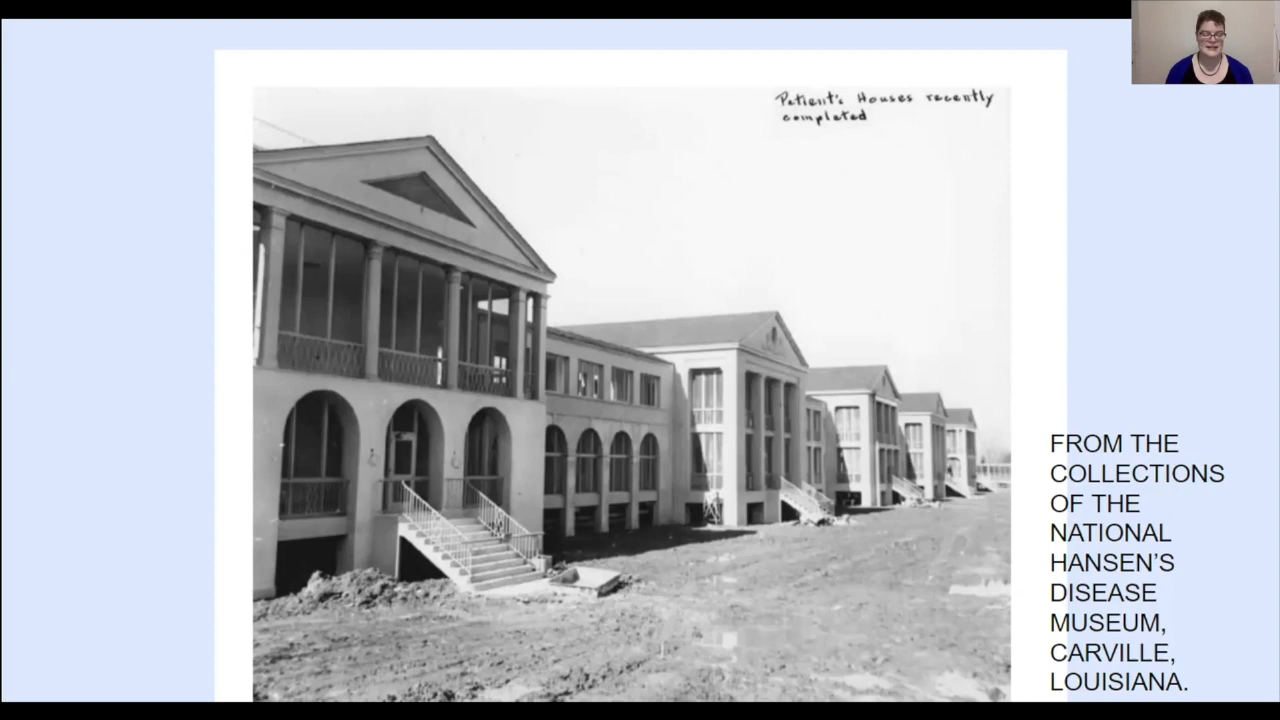 Patient's Houses recently
completed
FROM THE
COLLECTIONS
OF THE
NATIONAL
HANSEN'S
DISEASE
MUSEUM,
CARVILLE,
LOUISIANA.